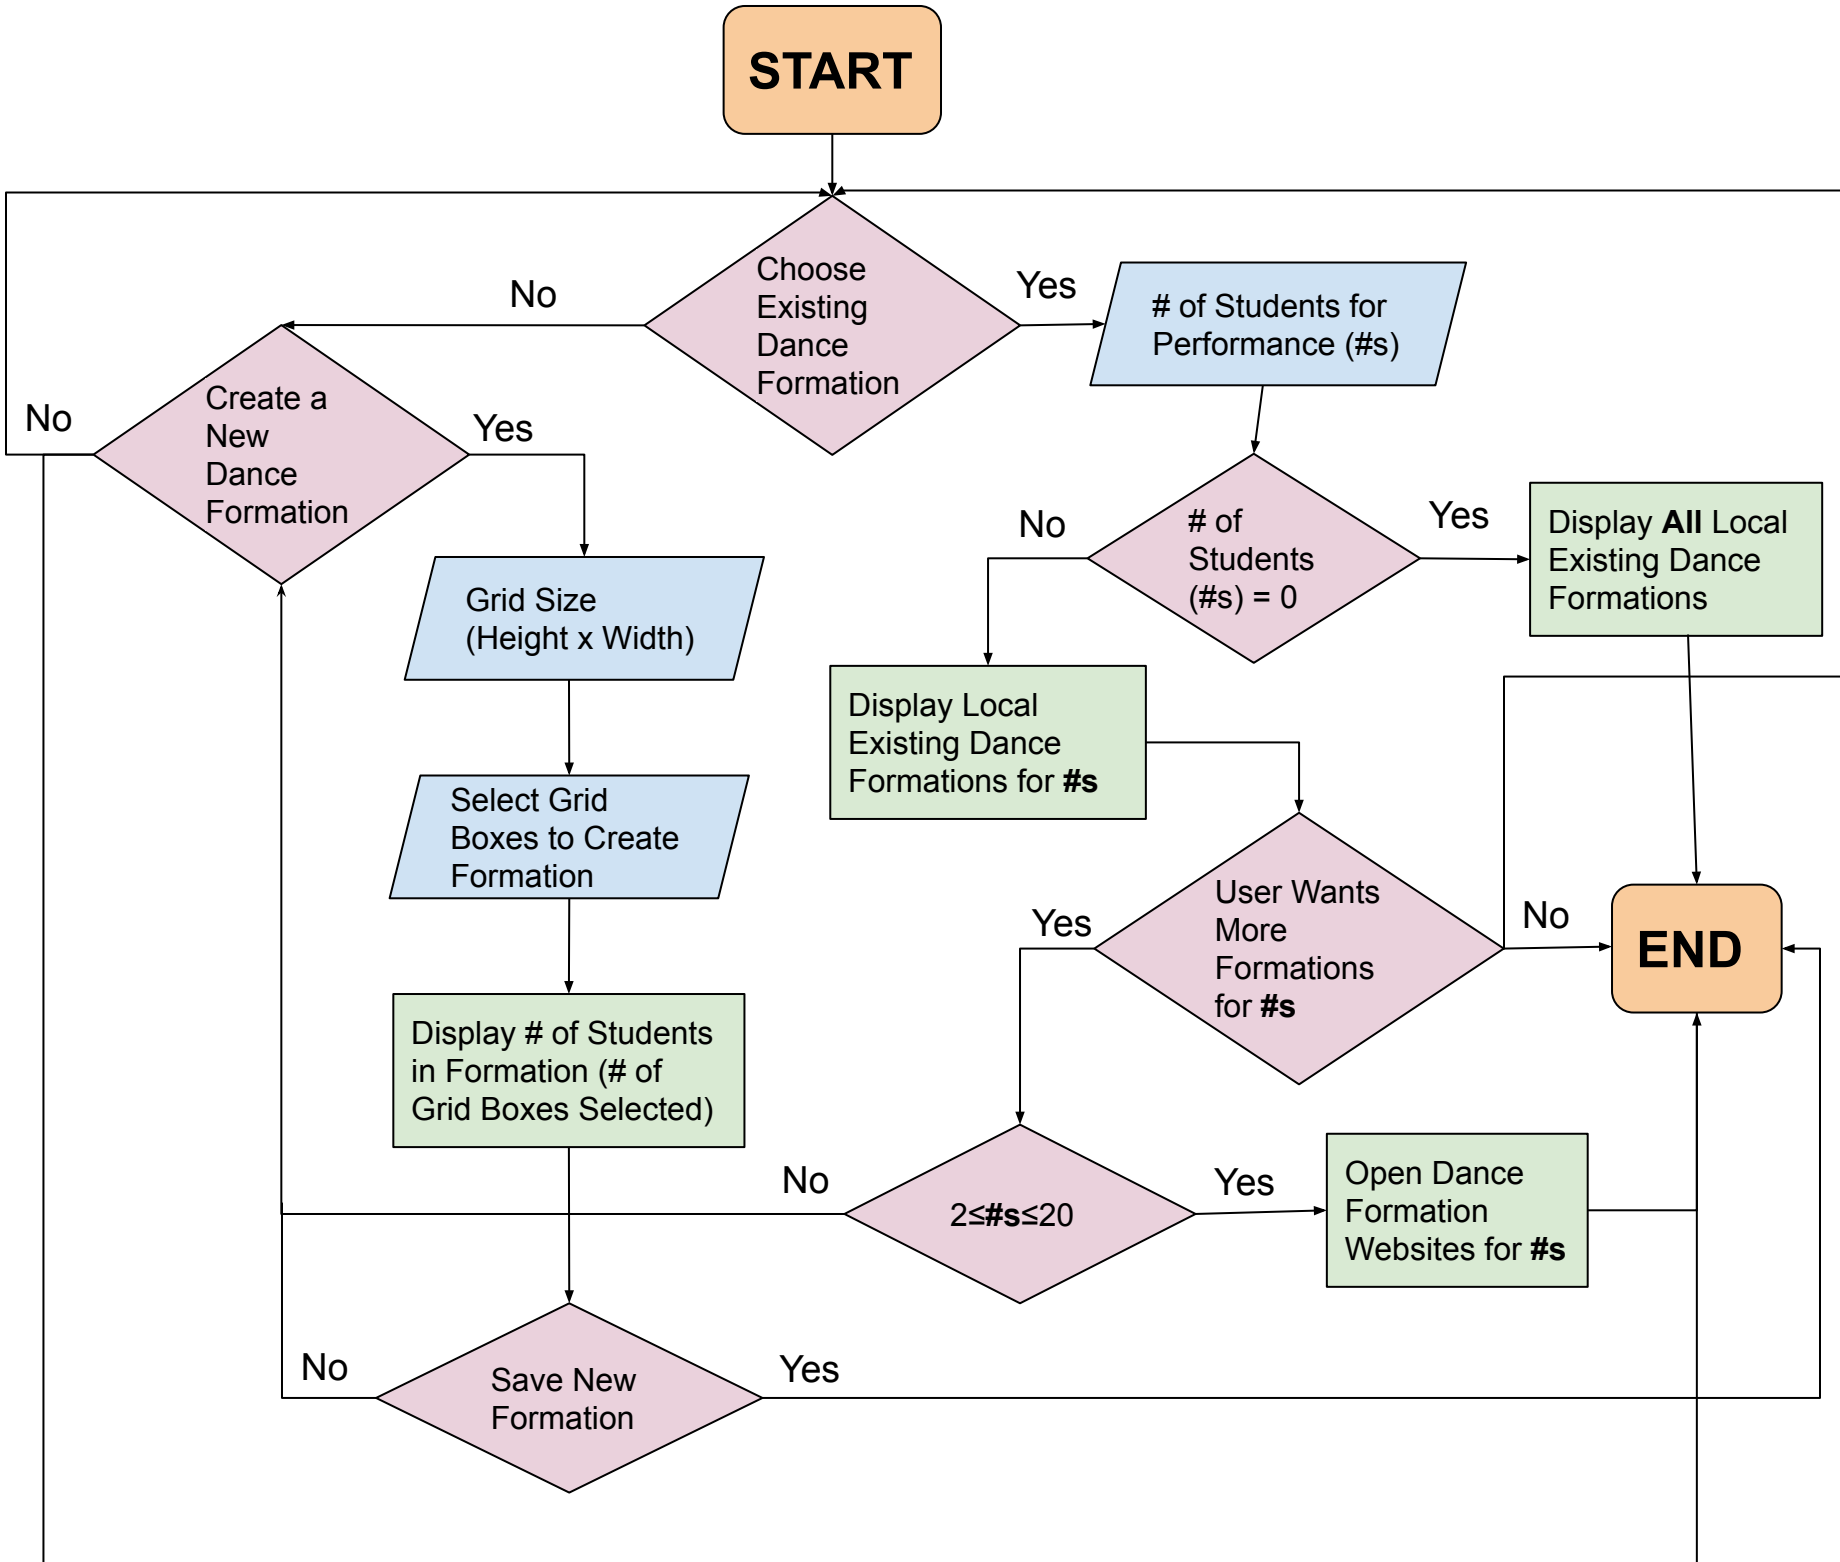 START
Choose
Existing
Dance
Formation
No
Yes
# of Students for
Performance (#s)
Create a
New
Dance
Formation
No
Yes
# of
Students
(#s) = 0
No
Yes
Display All Local
Existing Dance
Formations
Grid Size
(Height x Width)
Display Local
Existing Dance
Formations for #s
Select Grid
Boxes to Create
Formation
User Wants
More
Formations
for #s
Yes
No
END
Display # of Students
in Formation (# of
Grid Boxes Selected)
2≤#s≤20
No
Yes
Open Dance
Formation
Websites for #s
Save New
Formation
No
Yes